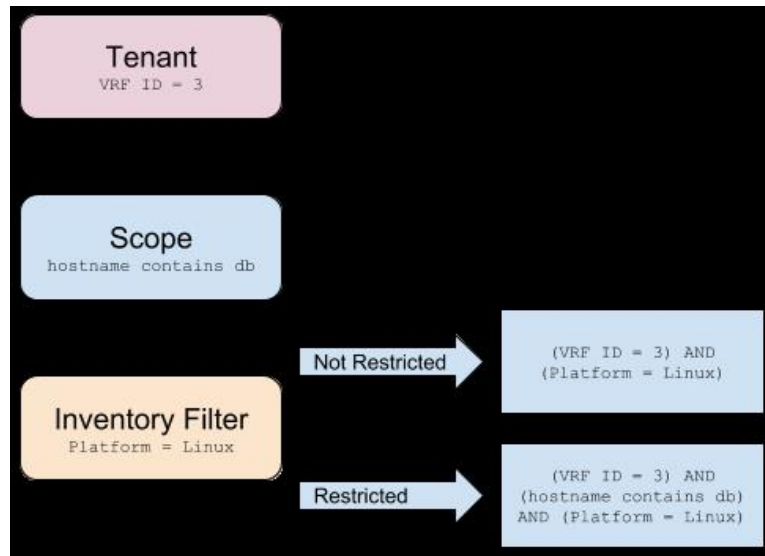 Tenant
VRF ID = 3
Scope
hostname contains db
Inventory Filter
Platform = Linux
Not Restricted
(VRF ID = 3) AND
(Platform = Linux)
Restricted
(VRF ID = 3) AND
(hostname contains db)
AND (Platform = Linux)